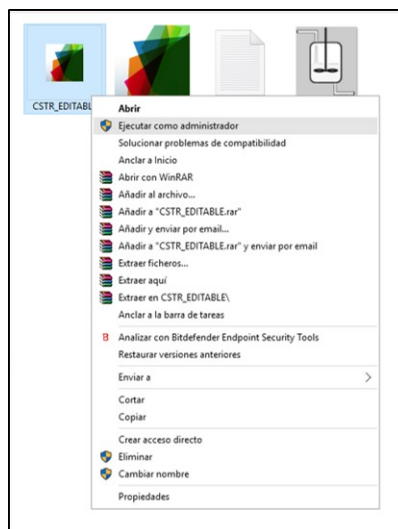 CSTR_EDITABL
Abrir
Ejecutar como administrador
Solucionar problemas de compatibilidad
Anclar a Inicio
Abrir con WinRAR
Añadir al archivo...
Añadir a "CSTR_EDITABLE.rar"
Añadir y enviar por email...
Añadir a "CSTR_EDITABLE.rar" y enviar por email
Extraer ficheros...
Extraer aquí
Extraer en CSTR_EDITABLE\
Anclar a la barra de tareas
B Analizar con Bitdefender Endpoint Security Tools
Restaurar versiones anteriores
Enviar a
Cortar
Copiar
Crear acceso directo
Eliminar
Cambiar nombre
Propiedades